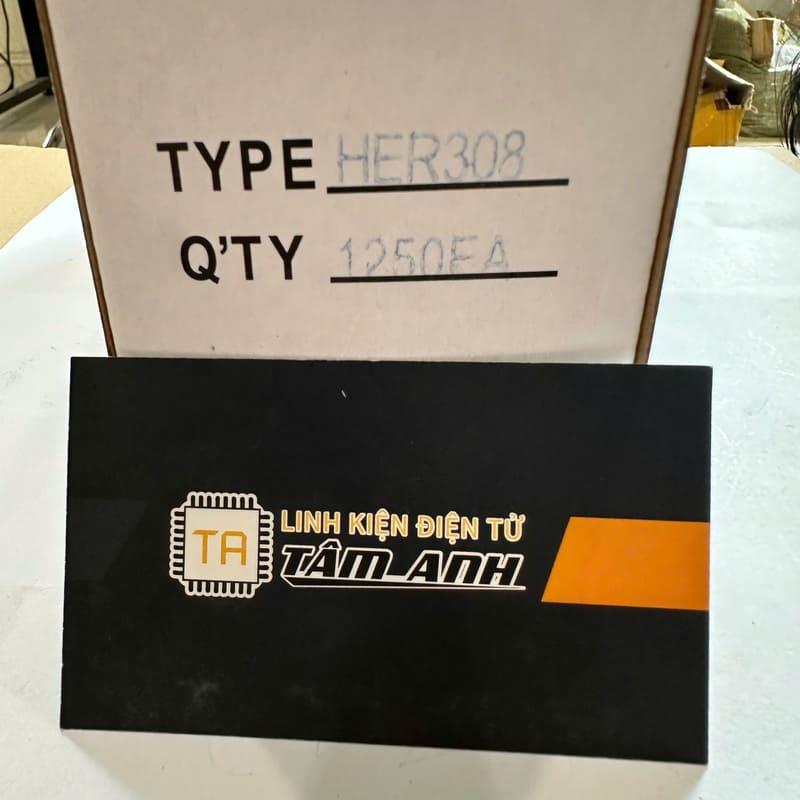 TYPE HER308
Q'TY 1250EA
TA
LINH KIỆN ĐIỆN TỬ
TÂM ANH